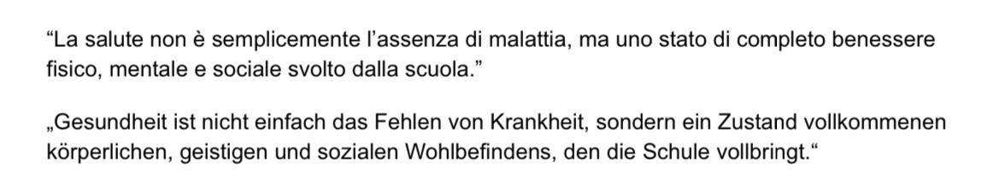 “La salute non è semplicemente l’assenza di malattia, ma uno stato di completo benessere
fisico, mentale e sociale svolto dalla scuola.”
„Gesundheit ist nicht einfach das Fehlen von Krankheit, sondern ein Zustand vollkommenen
körperlichen, geistigen und sozialen Wohlbefindens, den die Schule vollbringt.“